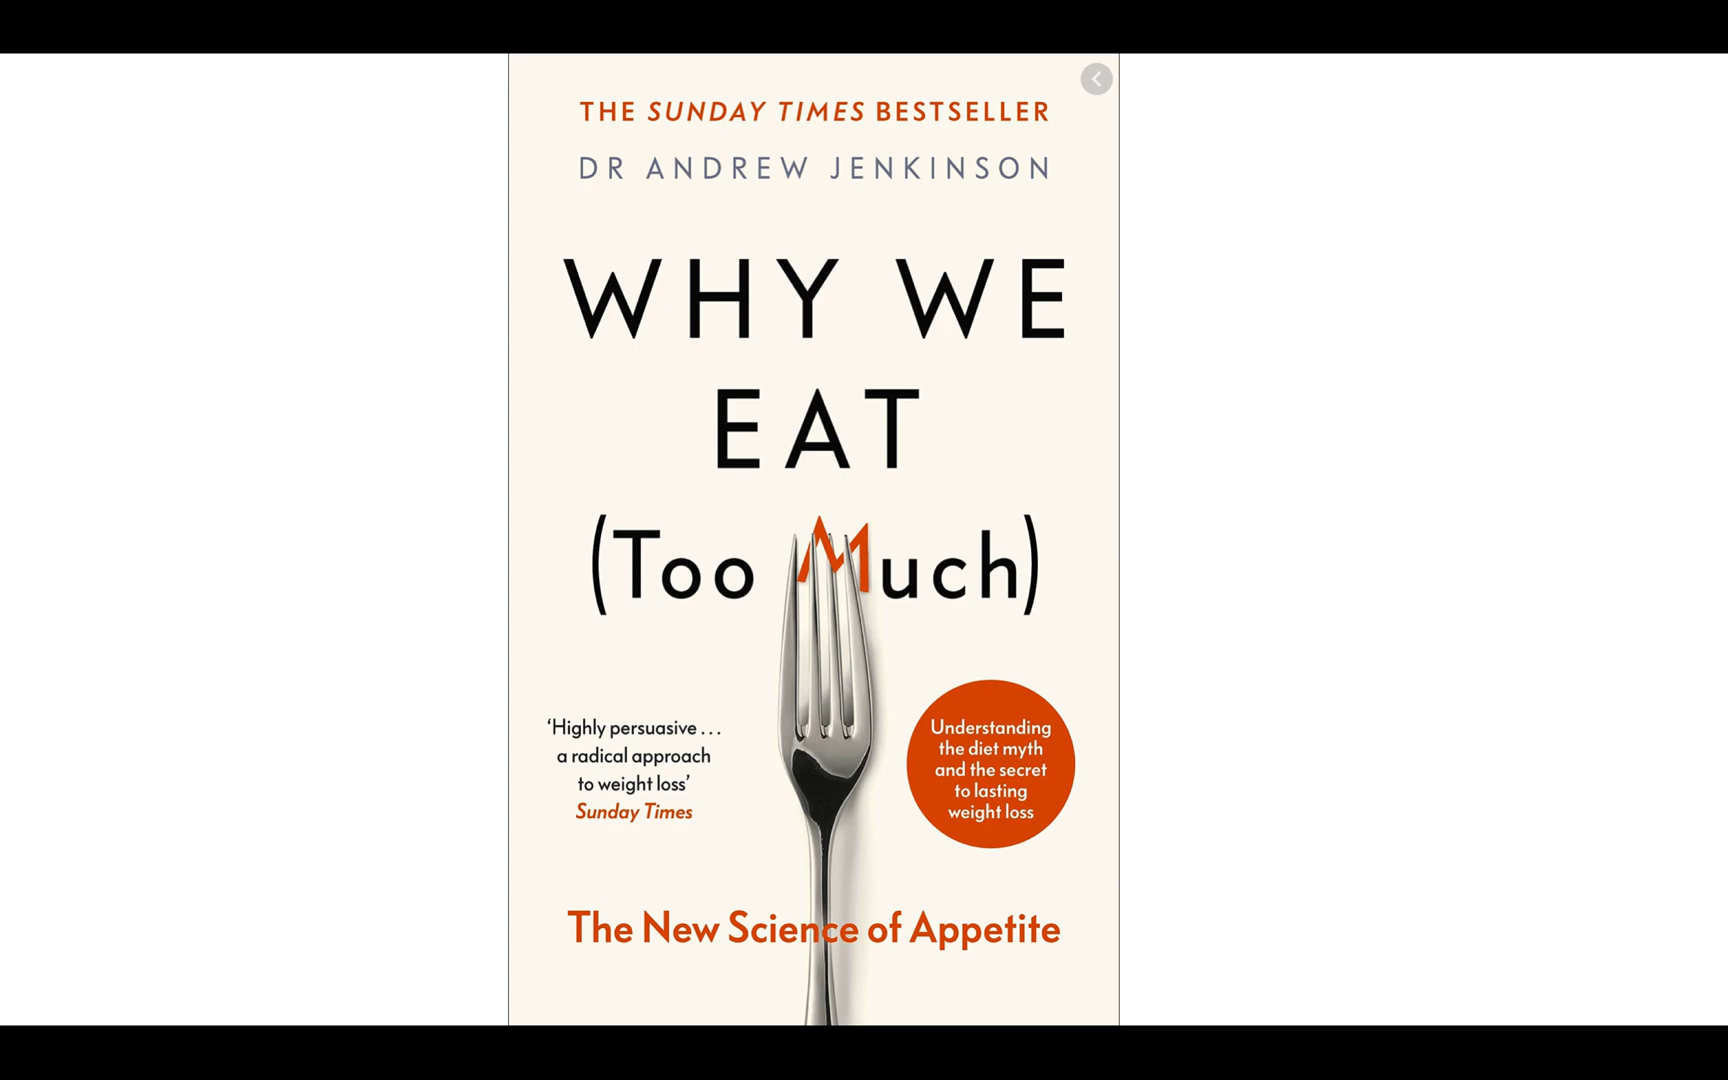 THE SUNDAY TIMES BESTSELLER
DR ANDREW JENKINSON
WHY WE
EAT
(Too Much)
‘Highly persuasive...
a radical approach
to weight loss’
Sunday Times
Understanding
the diet myth
and the secret
to lasting
weight loss
The New Science of Appetite